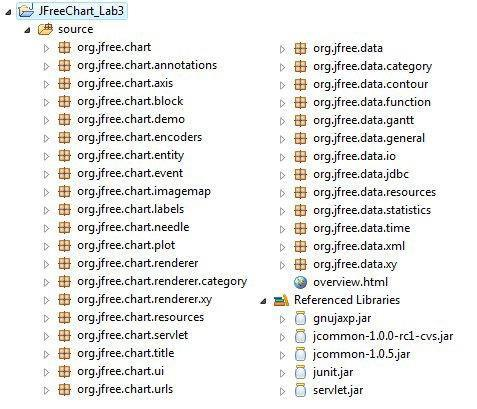 JFreeChart_Lab3
source
org.jfree.chart
org.jfree.chart.annotations
org.jfree.chart.axis
org.jfree.chart.block
org.jfree.chart.demo
org.jfree.chart.encoders
org.jfree.chart.entity
org.jfree.chart.event
org.jfree.chart.imagemap
org.jfree.chart.labels
org.jfree.chart.needle
org.jfree.chart.plot
org.jfree.chart.renderer
org.jfree.chart.renderer.category
org.jfree.chart.renderer.xy
org.jfree.chart.resources
org.jfree.chart.servlet
org.jfree.chart.title
org.jfree.chart.ui
org.jfree.chart.urls
org.jfree.data
org.jfree.data.category
org.jfree.data.contour
org.jfree.data.function
org.jfree.data.gantt
org.jfree.data.general
org.jfree.data.io
org.jfree.data.jdbc
org.jfree.data.resources
org.jfree.data.statistics
org.jfree.data.time
org.jfree.data.xml
org.jfree.data.xy
overview.html
Referenced Libraries
gnujaxp.jar
jcommon-1.0.0-rc1-cvs.jar
jcommon-1.0.5.jar
junit.jar
servlet.jar